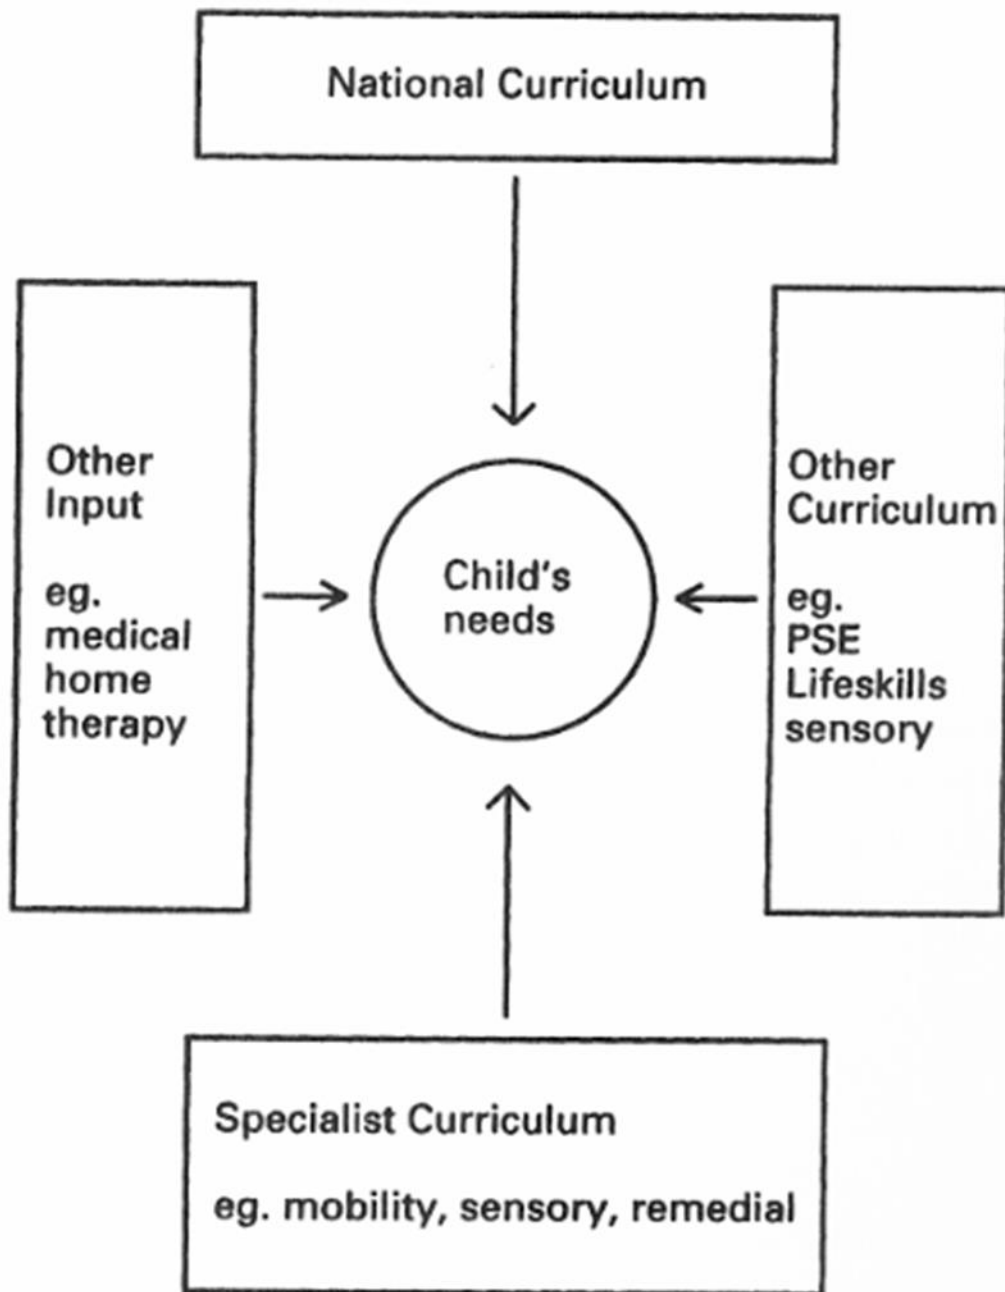 National Curriculum
Other
Input
eg.
medical
home
therapy
Child's
needs
Other
Curriculum
eg.
PSE
Lifeskills
sensory
Specialist Curriculum
eg. mobility, sensory, remedial